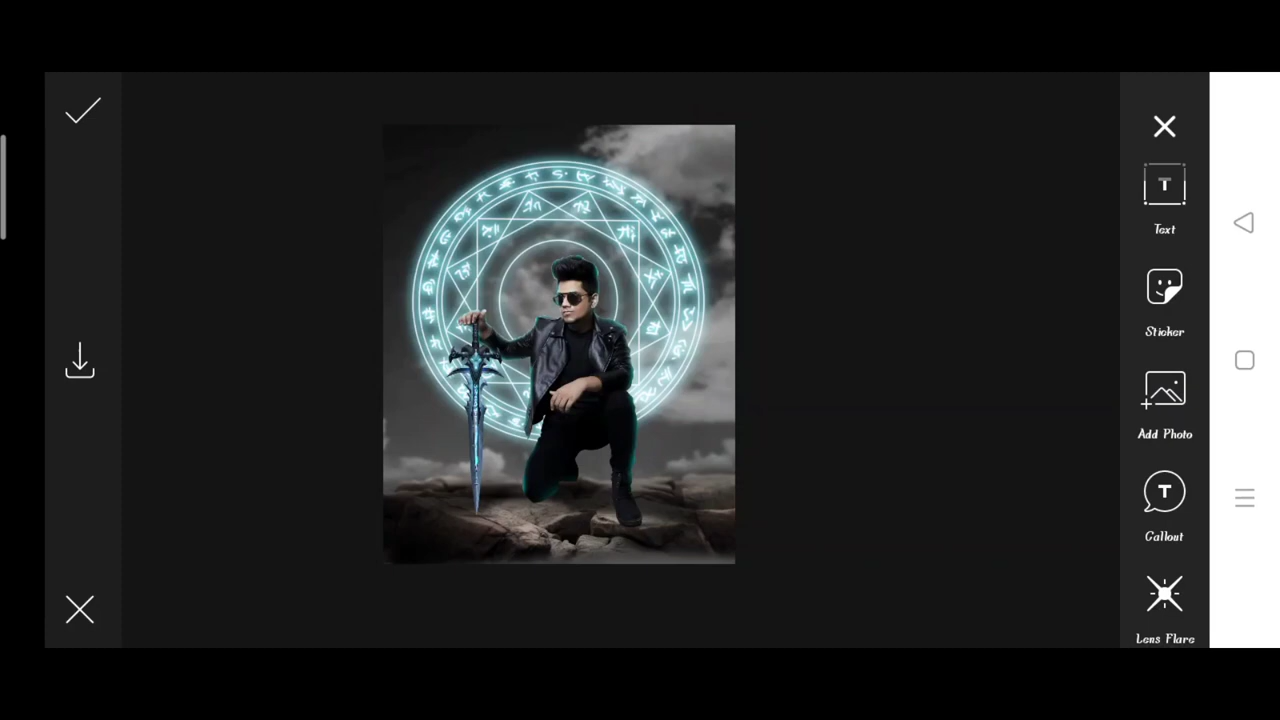 T
Text
Sticker
Add Photo
T
Callout
Lens Flare